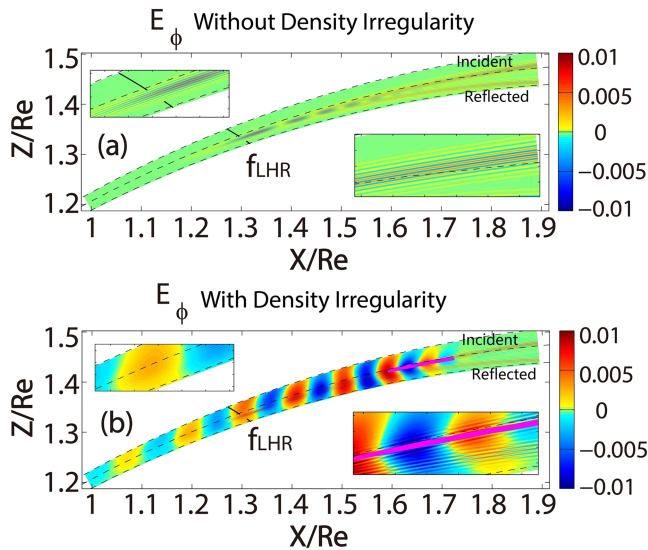 E ϕ Without Density Irregularity
1.5
1.4
1.3
1.2
Z/Re
Incident
Reflected
(a)
fLHR
0.01
0.005
0
−0.005
−0.01
1 1.1 1.2 1.3 1.4 1.5 1.6 1.7 1.8 1.9
X/Re
E ϕ With Density Irregularity
1.5
1.4
1.3
1.2
Z/Re
Incident
Reflected
(b)
fLHR
0.01
0.005
0
−0.005
−0.01
1 1.1 1.2 1.3 1.4 1.5 1.6 1.7 1.8 1.9
X/Re